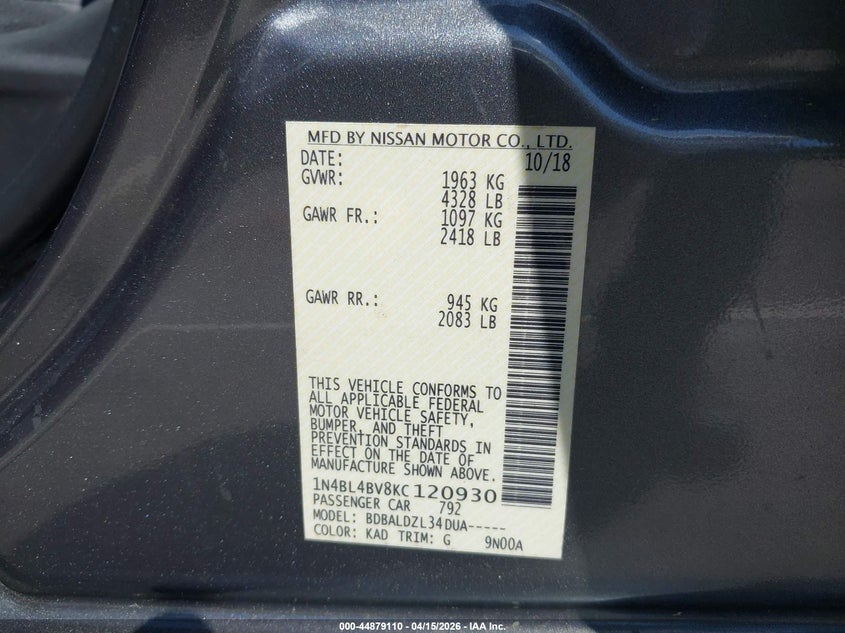 MFD BY NISSAN MOTOR CO., LTD.
DATE: 10/18
GVWR: 1963 KG
4328 LB
GAWR FR.: 1097 KG
2418 LB
GAWR RR.: 945 KG
2083 LB
THIS VEHICLE CONFORMS TO
ALL APPLICABLE FEDERAL
MOTOR VEHICLE SAFETY,
BUMPER, AND THEFT
PREVENTION STANDARDS IN
EFFECT ON THE DATE OF
MANUFACTURE SHOWN ABOVE.
1N4BL4BV8KC120930
PASSENGER CAR 792
MODEL: BDBALDZL34DUA-----
COLOR: KAD TRIM: G 9N00A
000-44879110 - 04/15/2026 - IAA Inc.